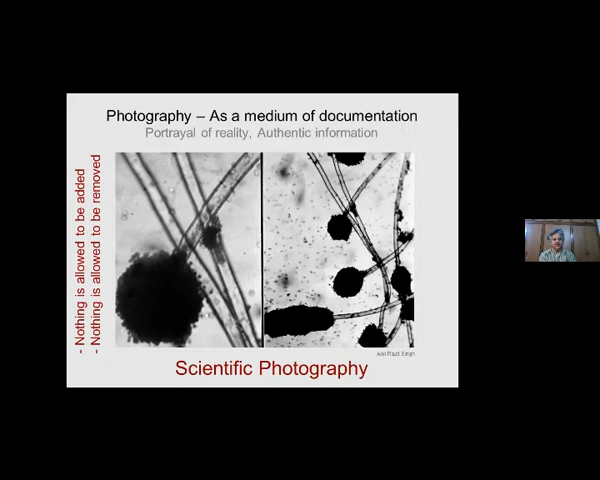 Photography – As a medium of documentation
Portrayal of reality, Authentic information
- Nothing is allowed to be added
- Nothing is allowed to be removed
Scientific Photography